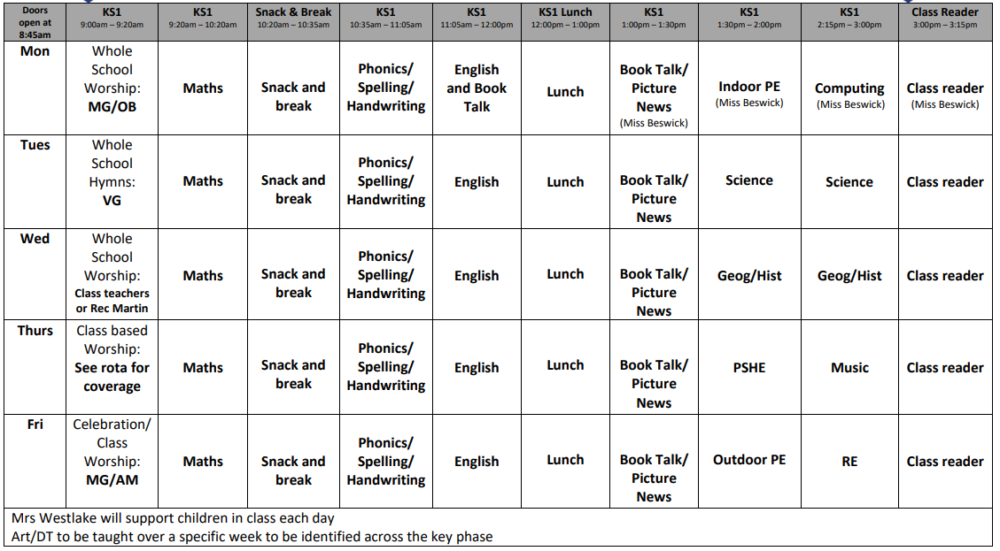 Doors open at 8:45am
KS1
9:00am – 9:20am
KS1
9:20am – 10:20am
Snack & Break
10:20am – 10:35am
KS1
10:35am – 11:05am
KS1
11:05am – 12:00pm
KS1 Lunch
12:00pm – 1:00pm
KS1
1:00pm – 1:30pm
KS1
1:30pm – 2:00pm
KS1
2:15pm – 3:00pm
Class Reader
3:00pm – 3:15pm
Mon
Whole
School
Worship:
MG/OB
Maths
Snack and
break
Phonics/
Spelling/
Handwriting
English
and Book
Talk
Lunch
Book Talk/
Picture
News
(Miss Beswick)
Indoor PE
(Miss Beswick)
Computing
(Miss Beswick)
Class reader
(Miss Beswick)
Tues
Whole
School
Hymns:
VG
Maths
Snack and
break
Phonics/
Spelling/
Handwriting
English
Lunch
Book Talk/
Picture
News
Science
Science
Class reader
Wed
Whole
School
Worship:
Class teachers
or Rec Martin
Maths
Snack and
break
Phonics/
Spelling/
Handwriting
English
Lunch
Book Talk/
Picture
News
Geog/Hist
Geog/Hist
Class reader
Thurs
Class based
Worship:
See rota for
coverage
Maths
Snack and
break
Phonics/
Spelling/
Handwriting
English
Lunch
Book Talk/
Picture
News
PSHE
Music
Class reader
Fri
Celebration/
Class
Worship:
MG/AM
Maths
Snack and
break
Phonics/
Spelling/
Handwriting
English
Lunch
Book Talk/
Picture
News
Outdoor PE
RE
Class reader
Mrs Westlake will support children in class each day
Art/DT to be taught over a specific week to be identified across the key phase